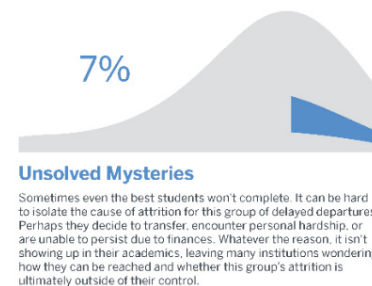 7%
Unsolved Mysteries
Sometimes even the best students won't complete. It can be hard
to isolate the cause of attrition for this group of delayed departures
Perhaps they decide to transfer, encounter personal hardship, or
are unable to persist due to finances. Whatever the reason, it isn't
showing up in their academics, leaving many institutions wonderin
how they can be reached and whether this group's attrition is
ultimately outside of their control.